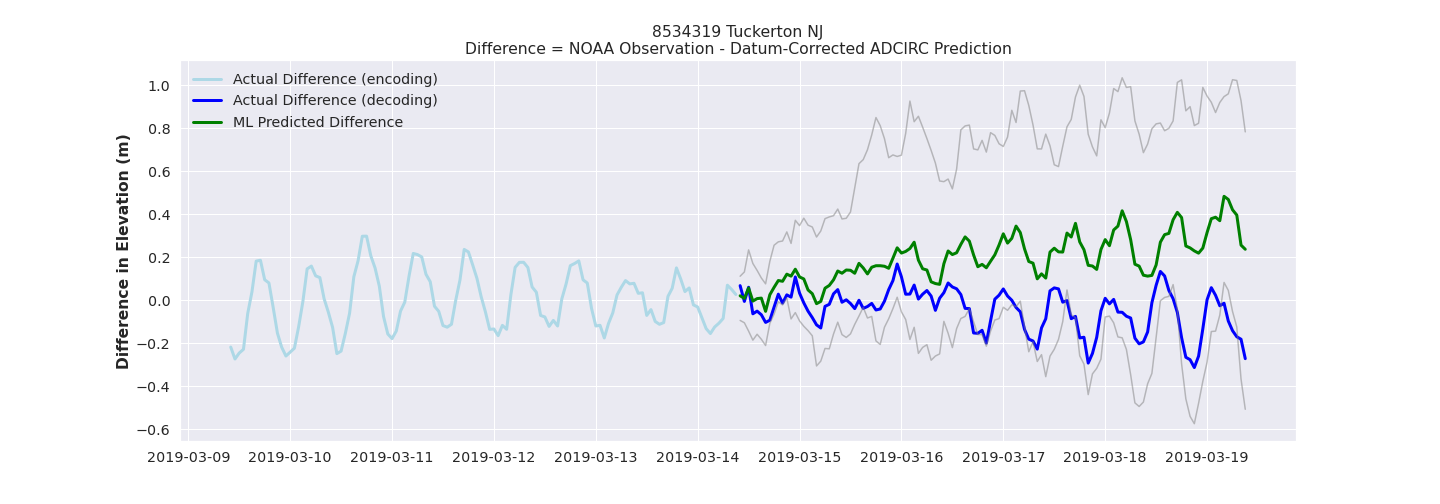 8534319 Tuckerton NJ
Difference = NOAA Observation - Datum-Corrected ADCIRC Prediction
Actual Difference (encoding)
Actual Difference (decoding)
ML Predicted Difference
Difference in Elevation (m)
1.0
0.8
0.6
0.4
0.2
0.0
−0.2
−0.4
−0.6
2019-03-09 2019-03-10 2019-03-11 2019-03-12 2019-03-13 2019-03-14 2019-03-15 2019-03-16 2019-03-17 2019-03-18 2019-03-19